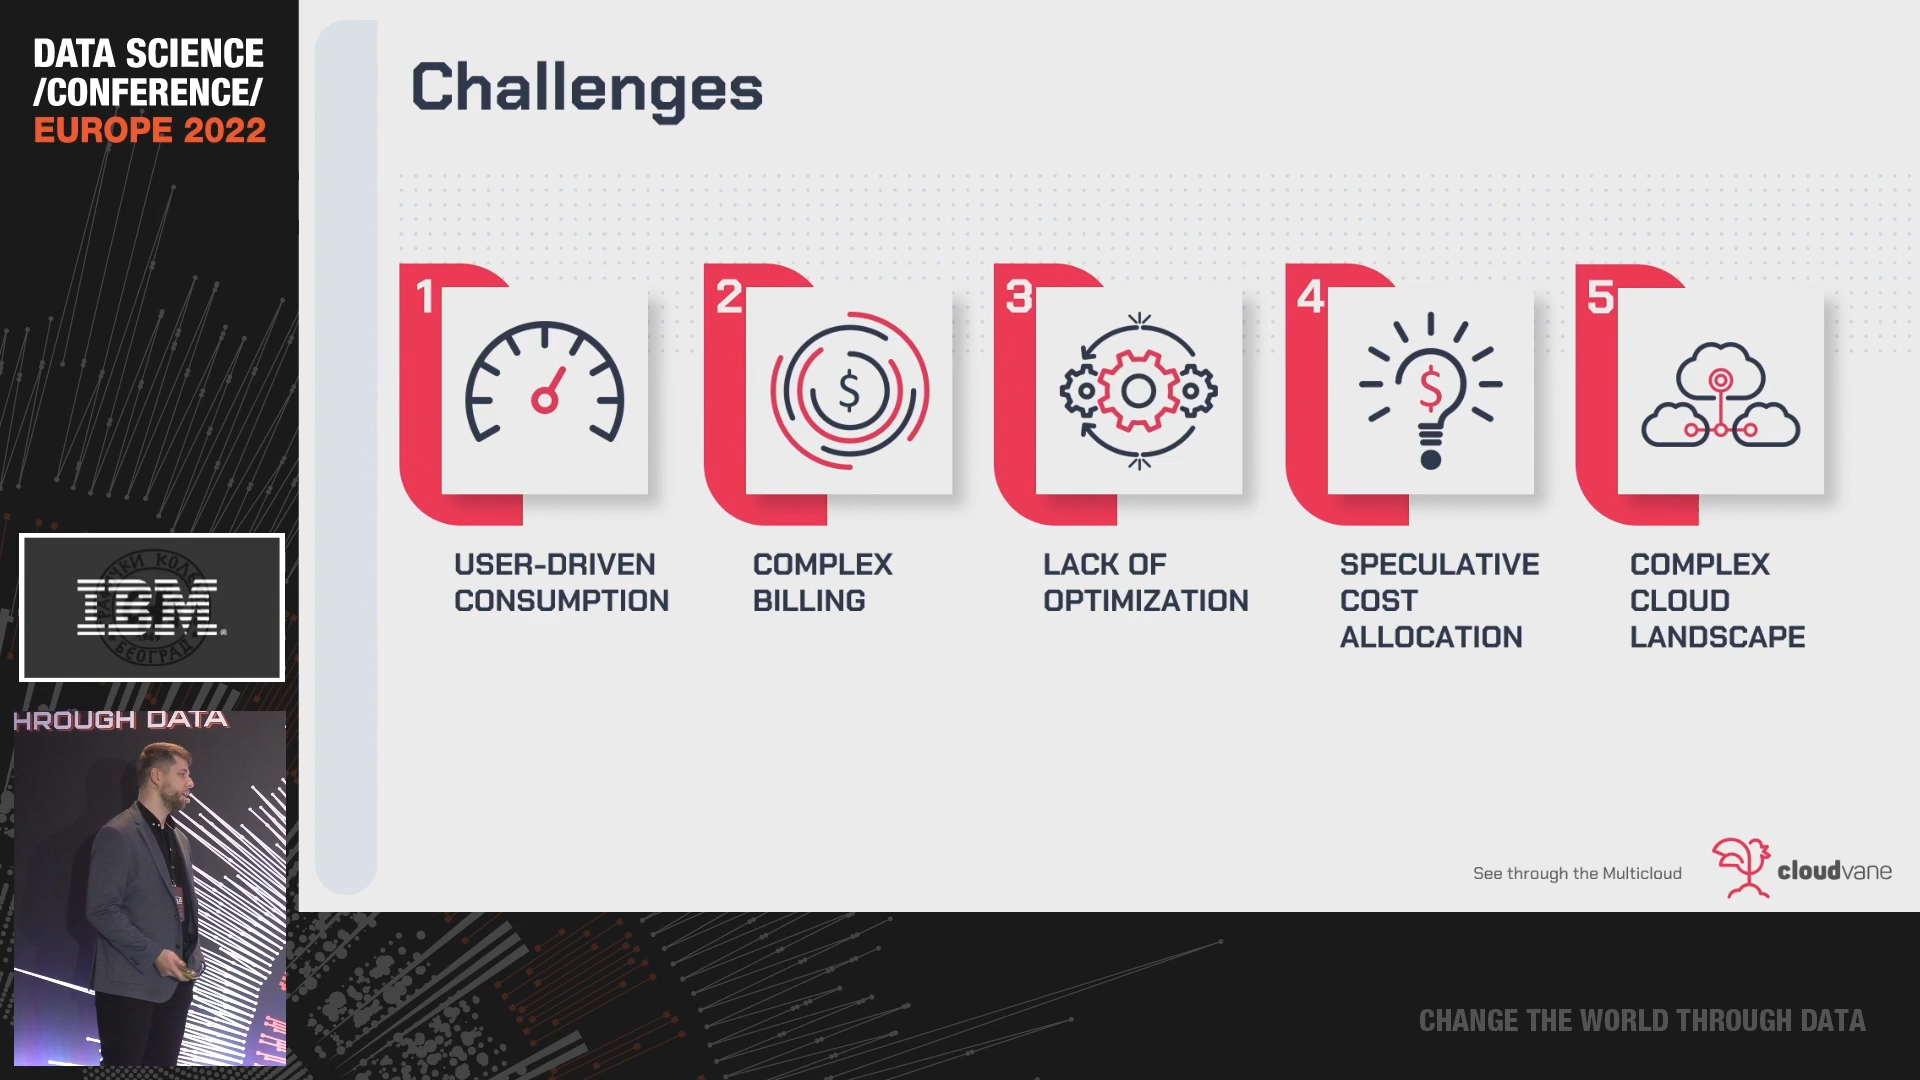 DATA SCIENCE
/CONFERENCE/
EUROPE 2022
Challenges
1
2
3
4
5
$
$
USER-DRIVEN
CONSUMPTION
COMPLEX
BILLING
LACK OF
OPTIMIZATION
SPECULATIVE
COST
ALLOCATION
COMPLEX
CLOUD
LANDSCAPE
IBM®
БЕОГРАД
HROUGH DATA
See through the Multicloud
cloudvane
CHANGE THE WORLD THROUGH DATA